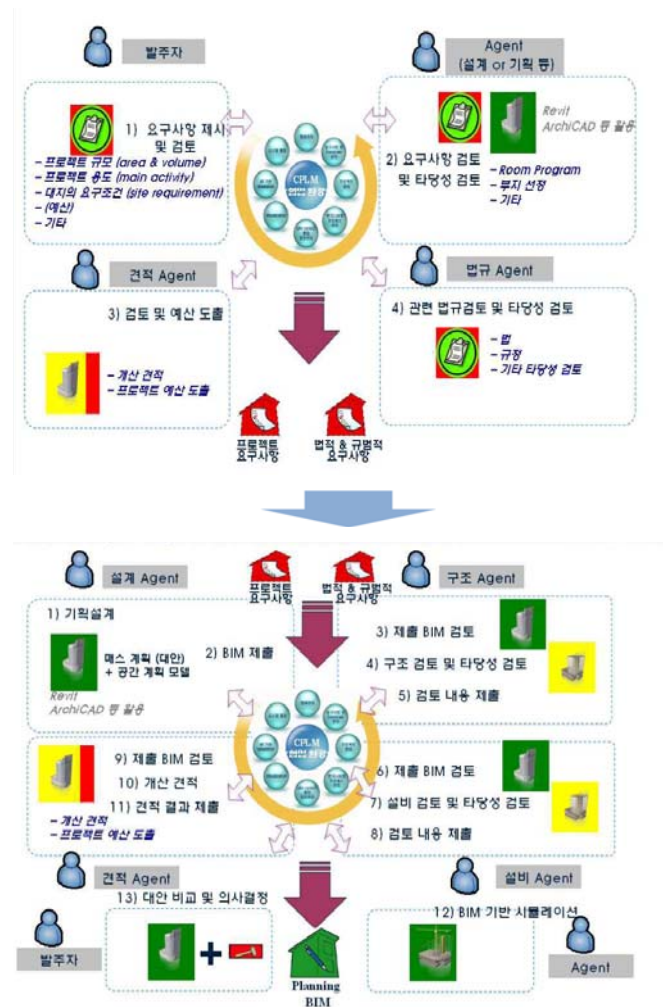 발주자
Agent
(설계 or 기획 등)
1) 요구사항 제시
및 검토
– 프로젝트 규모 (area & volume)
– 프로젝트 용도 (main activity)
– 대지의 요구조건 (site requirement)
– (예산)
– 기타
CPLM
협업 환경
Revit
ArchiCAD 등 활용
2) 요구사항 검토
및 타당성 검토
– Room Program
– 부지 선정
– 기타
견적 Agent
법규 Agent
3) 검토 및 예산 도출
– 개산 견적
– 프로젝트 예산 도출
4) 관련 법규검토 및 타당성 검토
– 법
– 규정
– 기타 타당성 검토
프로젝트
요구사항
법적 & 규범적
요구사항
설계 Agent
프로젝트
요구사항
법적 & 규범적
요구사항
구조 Agent
1) 기획설계
매스 계획 (대안)
+ 공간 계획 모델
Revit
ArchiCAD 등 활용
2) BIM 제출
3) 제출 BIM 검토
4) 구조 검토 및 타당성 검토
5) 검토 내용 제출
CPLM
협업 환경
9) 제출 BIM 검토
10) 개산 견적
11) 견적 결과 제출
– 개산 견적
– 프로젝트 예산 도출
6) 제출 BIM 검토
7) 설비 검토 및 타당성 검토
8) 검토 내용 제출
견적 Agent
설비 Agent
13) 대안 비교 및 의사결정
12) BIM 기반 시뮬레이션
발주자
Planning
BIM
Agent